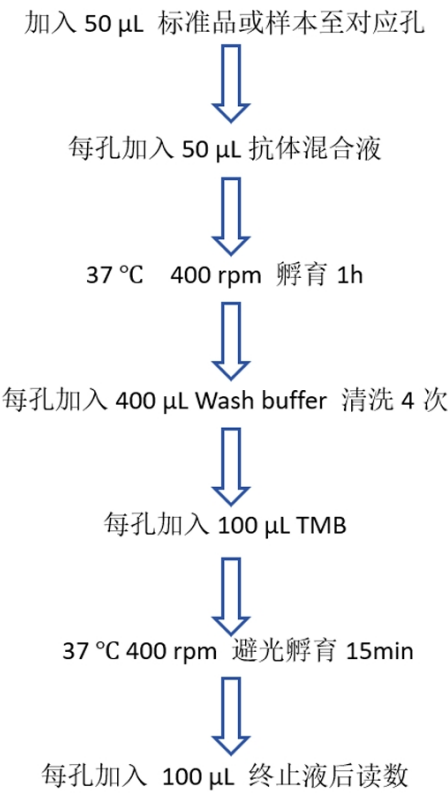 加入 50 μL 标准品或样本至对应孔
每孔加入 50 μL 抗体混合液
37 ℃ 400 rpm 孵育 1h
每孔加入 400 μL Wash buffer 清洗 4 次
每孔加入 100 μL TMB
37 ℃ 400 rpm 避光孵育 15min
每孔加入 100 μL 终止液后读数